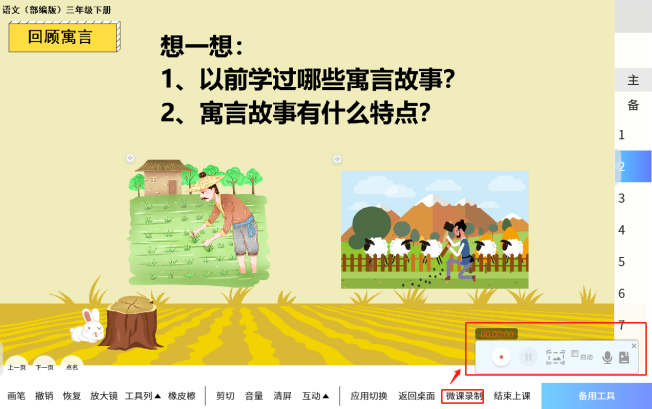 语文（部编版）三年级下册
回顾寓言
想一想：
1、以前学过哪些寓言故事？
2、寓言故事有什么特点？
主
备
1
2
3
4
5
6
7
00:00:00
自动
上一页 下一页 点名
画笔 撤销 恢复 放大镜 工具列▲ 橡皮擦 剪切 音量 清屏 互动▲ 应用切换 返回桌面 微课录制 结束上课 备用工具